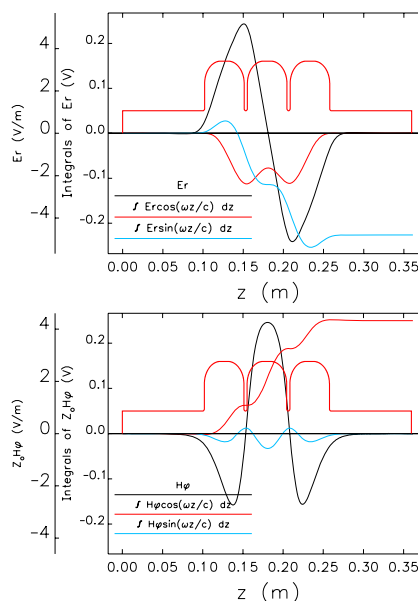 Er (V/m)
Integrals of Er (V)
4
2
0
-2
-4
0.2
0.1
0.0
-0.1
-0.2
Er
∫ Ercos(ωz/c) dz
∫ Ersin(ωz/c) dz
0.00 0.05 0.10 0.15 0.20 0.25 0.30 0.35
z (m)
Z₀Hφ (V/m)
Integrals of Z₀Hφ (V)
4
2
0
-2
-4
0.2
0.1
0.0
-0.1
-0.2
Hφ
∫ Hφcos(ωz/c) dz
∫ Hφsin(ωz/c) dz
0.00 0.05 0.10 0.15 0.20 0.25 0.30 0.35
z (m)